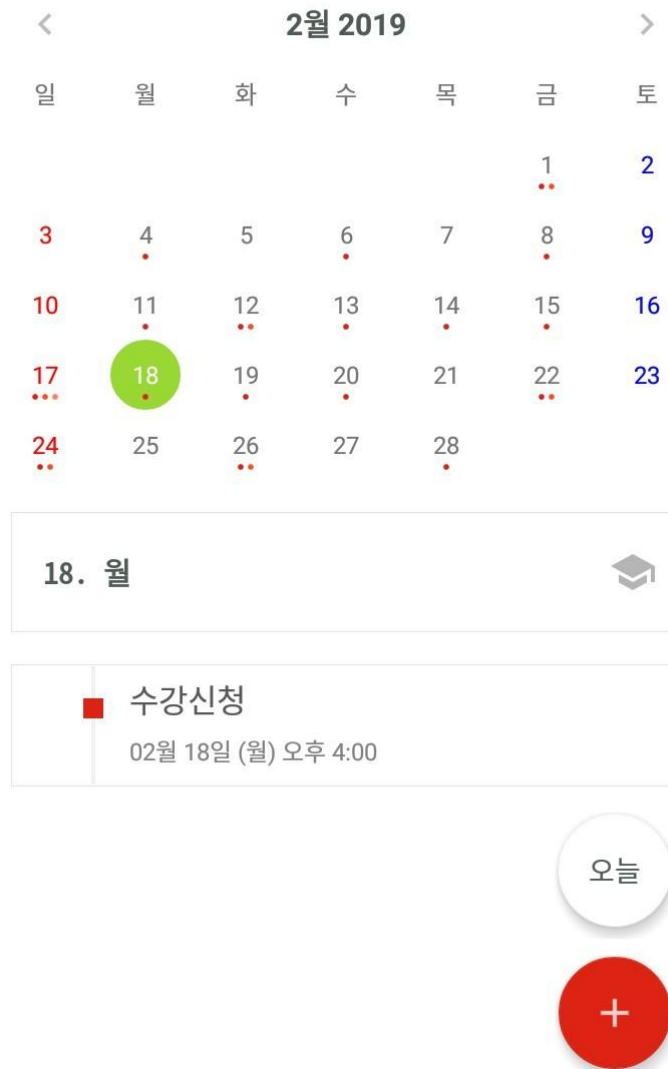 2월 2019
일 월 화 수 목 금 토
1 2
3 4 5 6 7 8 9
10 11 12 13 14 15 16
17 18 19 20 21 22 23
24 25 26 27 28
18. 월
수강신청
02월 18일 (월) 오후 4:00
오늘
+